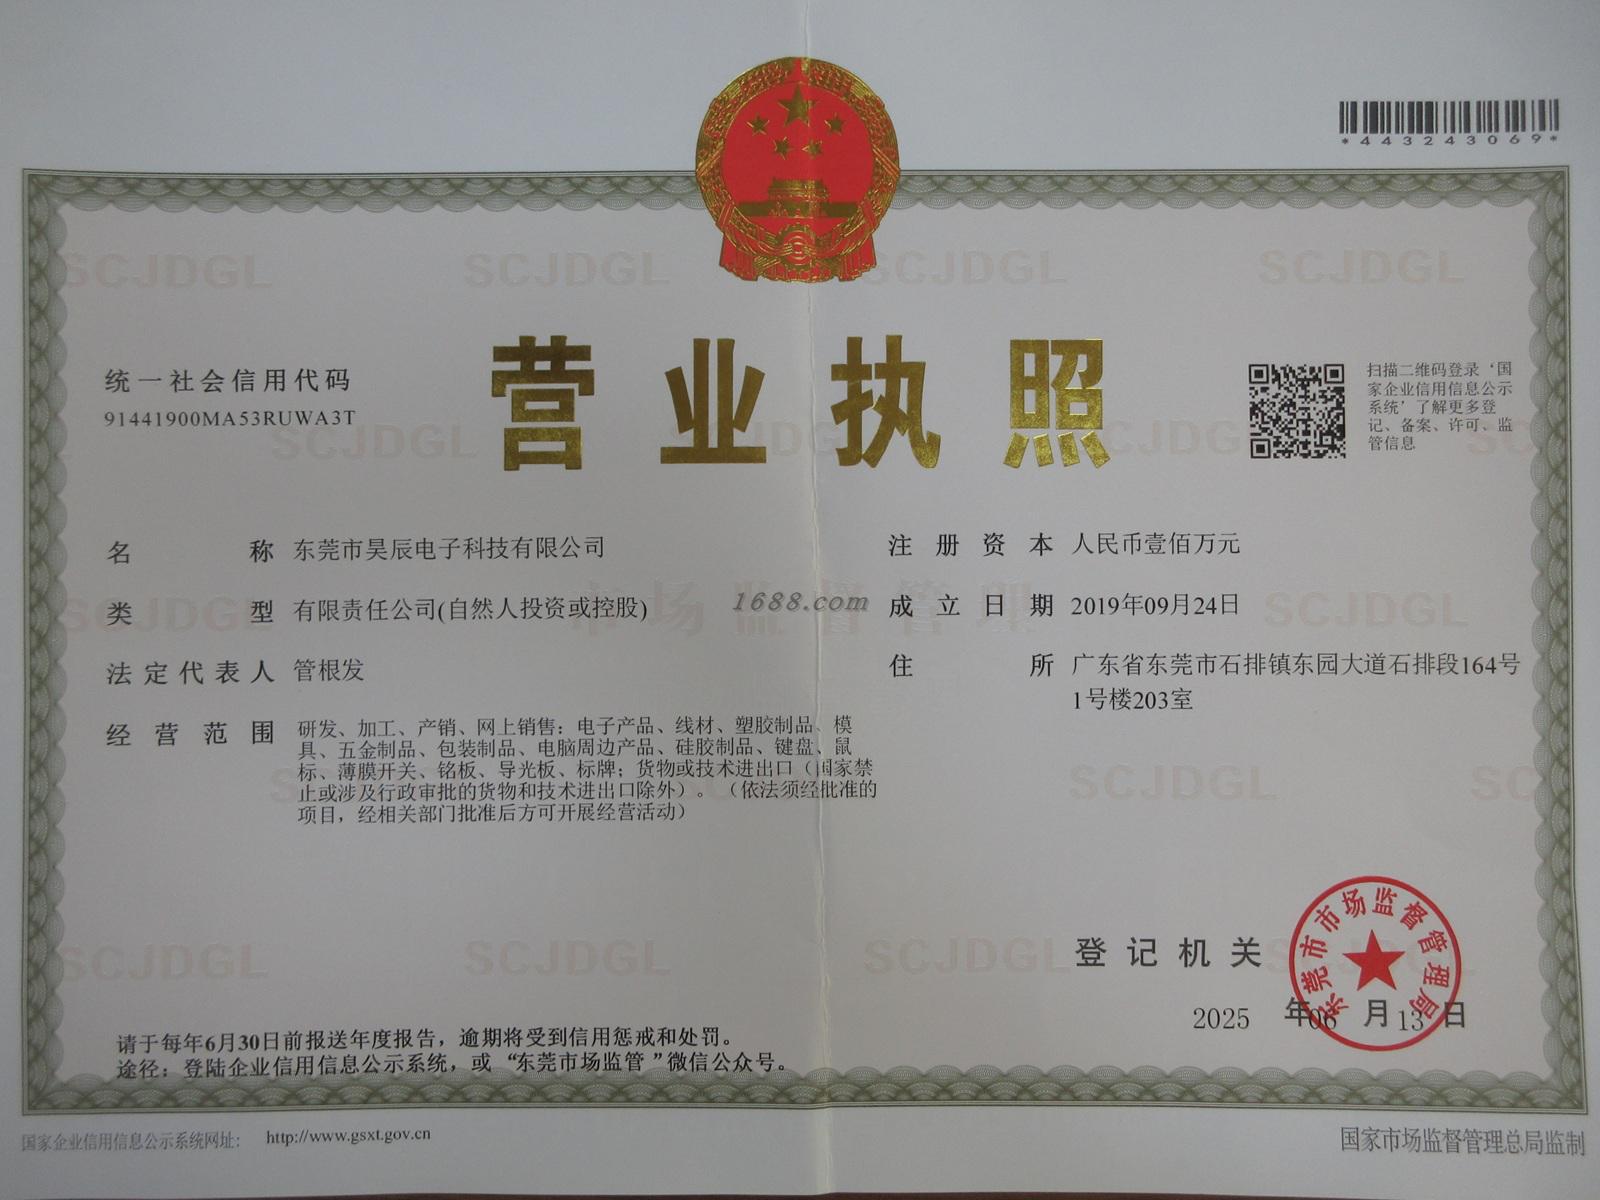 *443243069*
营业执照
统一社会信用代码
91441900MA53RUWA3T
扫描二维码登录‘国
家企业信用信息公示
系统’了解更多登
记、备案、许可、监
管信息
名称 东莞市昊辰电子科技有限公司
类型 有限责任公司(自然人投资或控股)
法定代表人 管根发
经营范围 研发、加工、产销、网上销售：电子产品、线材、塑胶制品、模
具、五金制品、包装制品、电脑周边产品、硅胶制品、键盘、鼠
标、薄膜开关、铭板、导光板、标牌；货物或技术进出口（国家禁
止或涉及行政审批的货物和技术进出口除外）。（依法须经批准的
项目，经相关部门批准后方可开展经营活动）
注册资本 人民币壹佰万元
成立日期 2019年09月24日
住所 广东省东莞市石排镇东园大道石排段164号
1号楼203室
1688.com
市场监督管理
SCJDGL
登记机关
东莞市市场监督管理局
2025年06月13日
请于每年6月30日前报送年度报告，逾期将受到信用惩戒和处罚。
途径：登陆企业信用信息公示系统，或“东莞市场监管”微信公众号。
国家企业信用信息公示系统网址： http://www.gsxt.gov.cn
国家市场监督管理总局监制